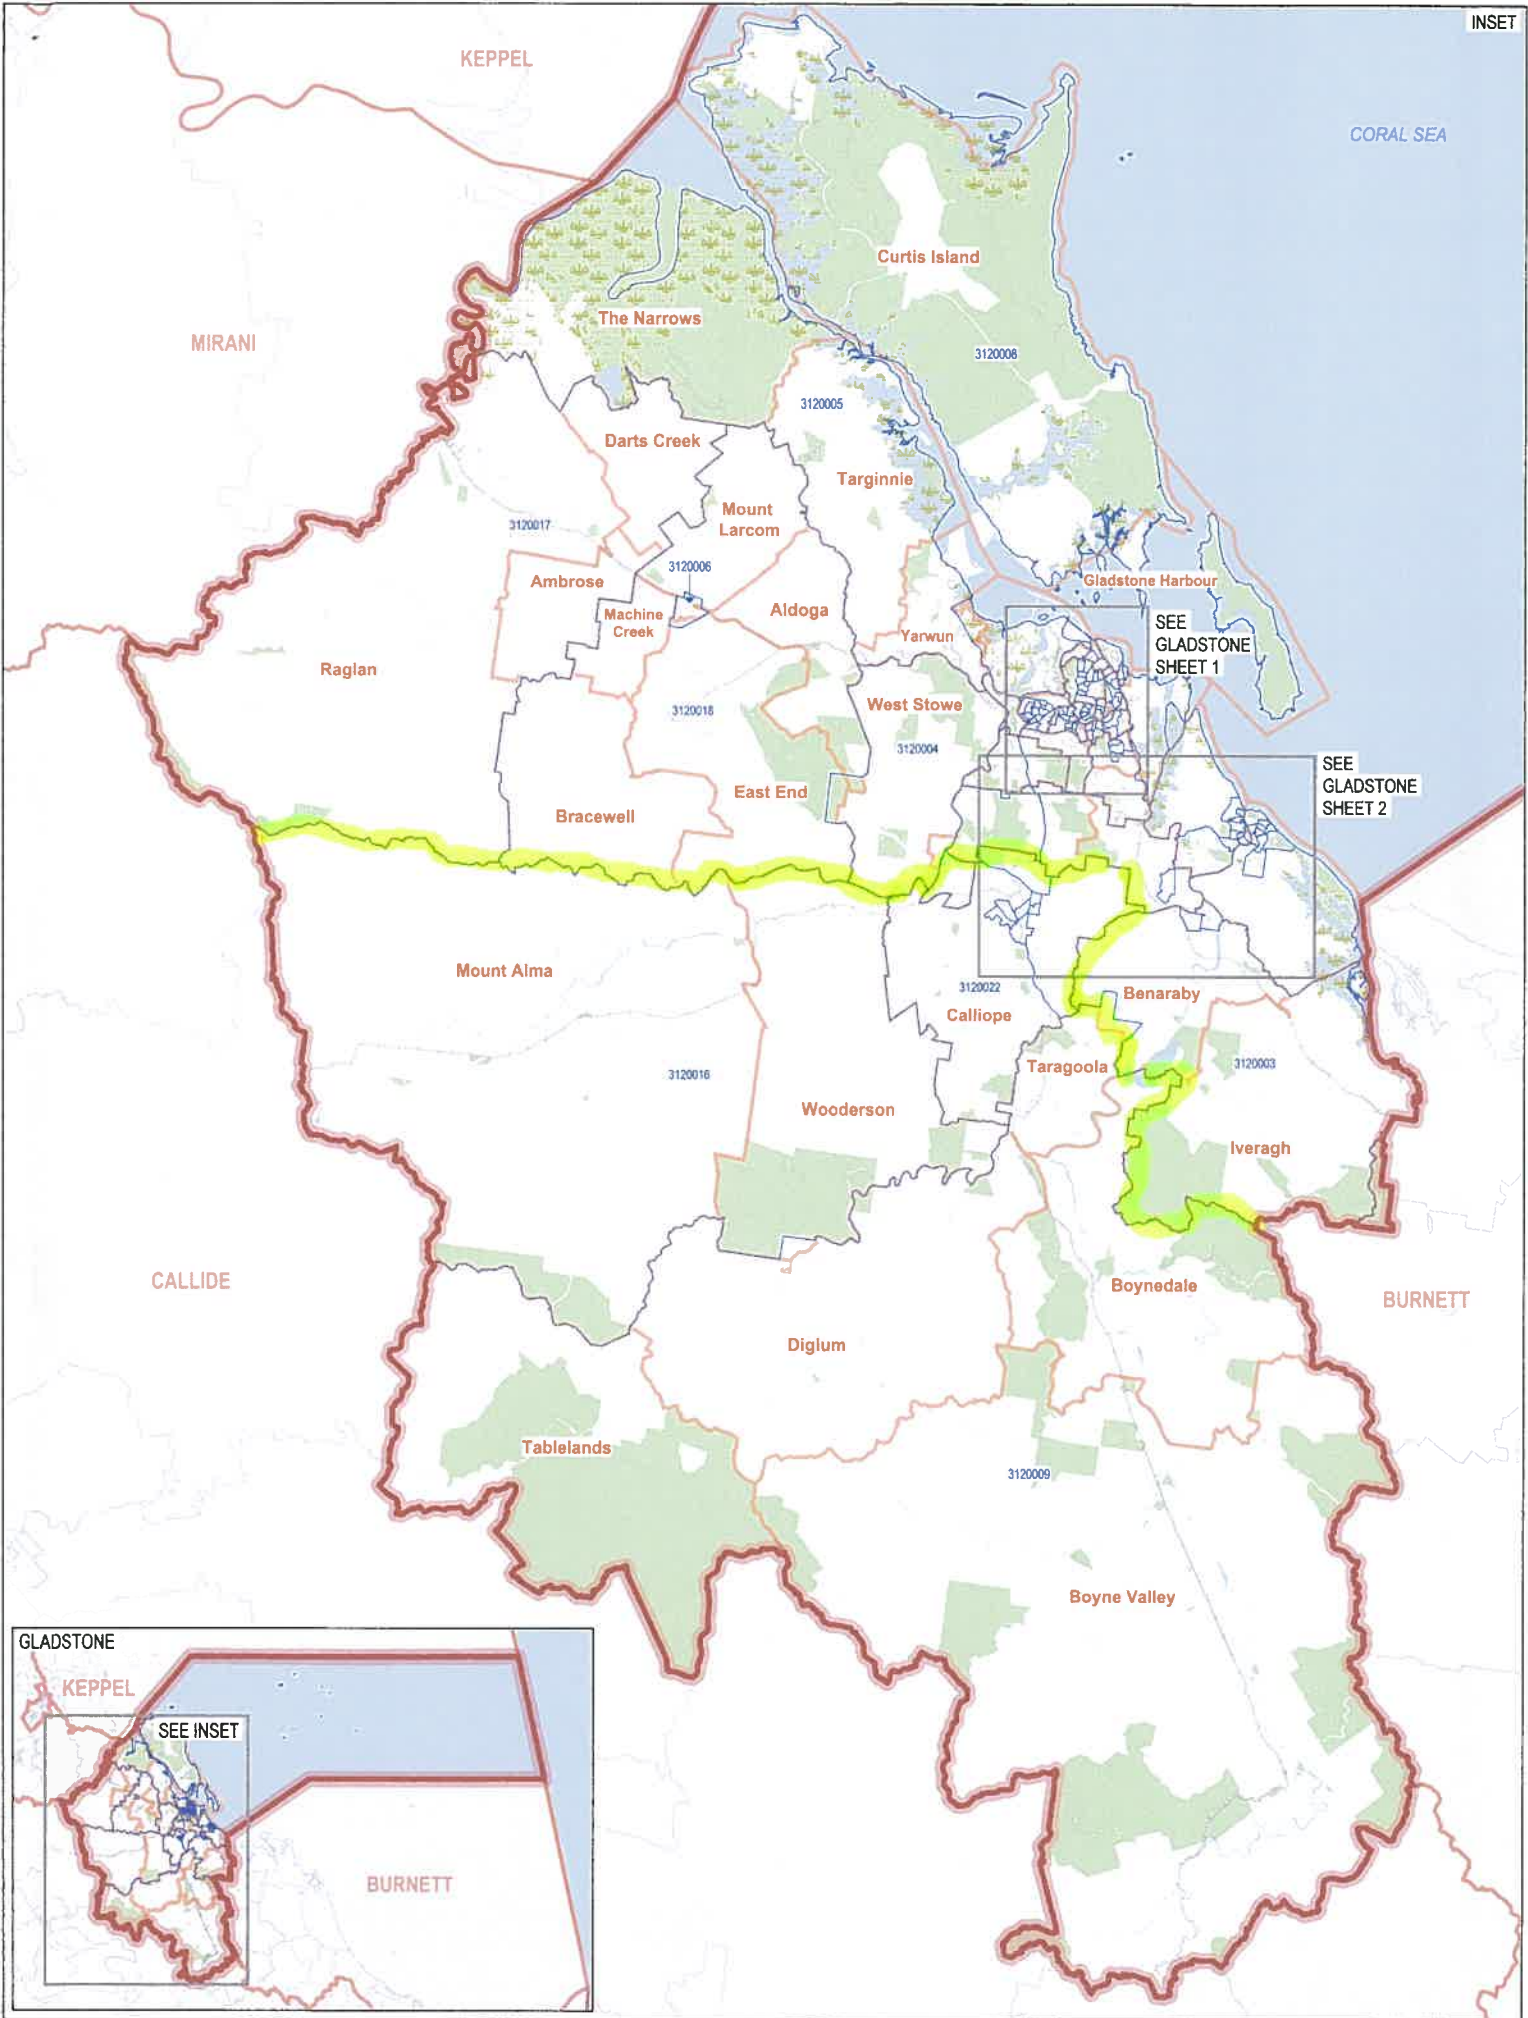 INSET
KEPPEL
CORAL SEA
Curtis Island
The Narrows
MIRANI
3120008
3120005
Darts Creek
Targinnie
Mount
Larcom
3120017
3120006
Ambrose
Gladstone Harbour
Machine
Creek
Aldoga
SEE
GLADSTONE
SHEET 1
Yarwun
Raglan
West Stowe
3120018
3120004
SEE
GLADSTONE
SHEET 2
East End
Bracewell
Mount Alma
3120022
Benaraby
Calliope
3120003
Taragoola
3120016
Wooderson
Iveragh
CALLIDE
Boynedale
BURNETT
Diglum
Tablelands
3120009
Boyne Valley
GLADSTONE
KEPPEL
SEE INSET
BURNETT